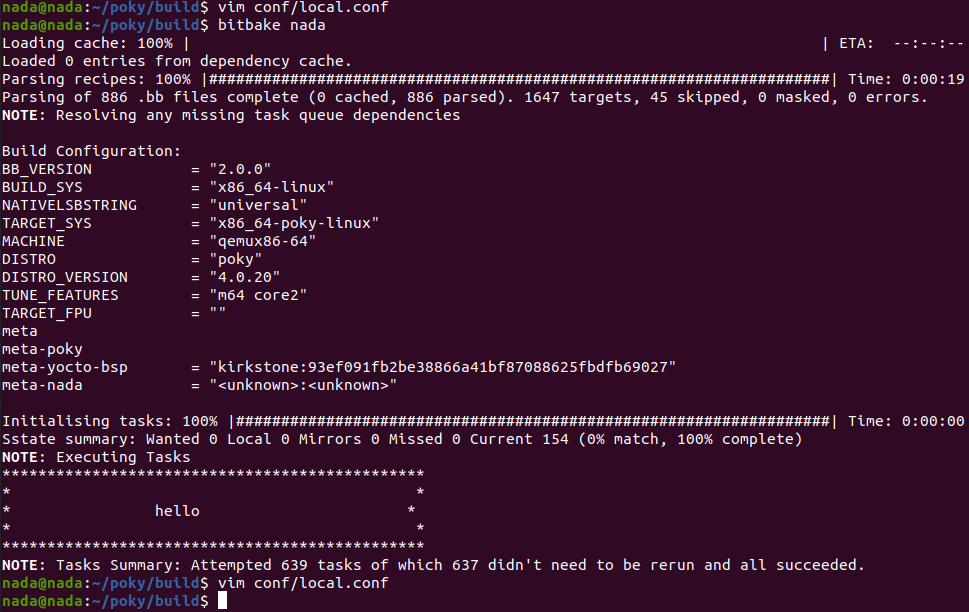 nada@nada:~/poky/build$ vim conf/local.conf
nada@nada:~/poky/build$ bitbake nada
Loading cache: 100% |                                                                      | ETA:  --:--:--
Loaded 0 entries from dependency cache.
Parsing recipes: 100% |#####################################################################| Time: 0:00:19
Parsing of 886 .bb files complete (0 cached, 886 parsed). 1647 targets, 45 skipped, 0 masked, 0 errors.
NOTE: Resolving any missing task queue dependencies

Build Configuration:
BB_VERSION           = "2.0.0"
BUILD_SYS            = "x86_64-linux"
NATIVELSBSTRING      = "universal"
TARGET_SYS           = "x86_64-poky-linux"
MACHINE              = "qemux86-64"
DISTRO               = "poky"
DISTRO_VERSION       = "4.0.20"
TUNE_FEATURES        = "m64 core2"
TARGET_FPU           = ""
meta
meta-poky
meta-yocto-bsp       = "kirkstone:93ef091fb2be38866a41bf87088625fbdfb69027"
meta-nada            = "<unknown>:<unknown>"

Initialising tasks: 100% |##################################################################| Time: 0:00:00
Sstate summary: Wanted 0 Local 0 Mirrors 0 Missed 0 Current 154 (0% match, 100% complete)
NOTE: Executing Tasks
***********************************************
*                                             *
*                hello                       *
*                                             *
***********************************************
NOTE: Tasks Summary: Attempted 639 tasks of which 637 didn't need to be rerun and all succeeded.
nada@nada:~/poky/build$ vim conf/local.conf
nada@nada:~/poky/build$